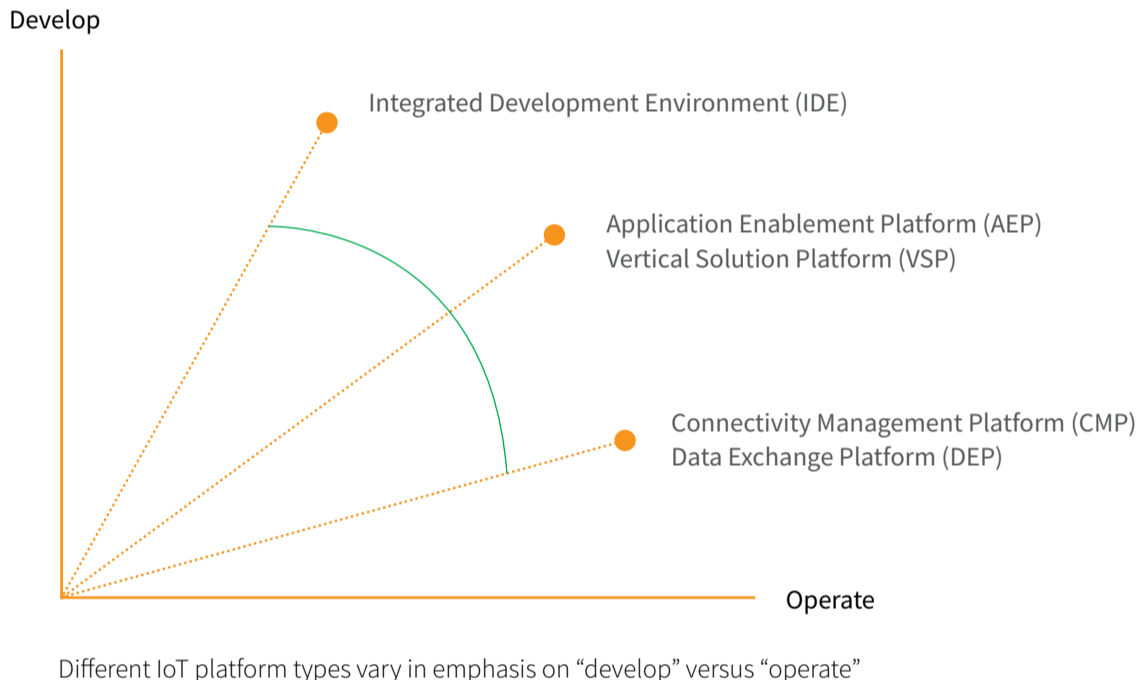 Develop
Integrated Development Environment (IDE)
Application Enablement Platform (AEP)
Vertical Solution Platform (VSP)
Connectivity Management Platform (CMP)
Data Exchange Platform (DEP)
Operate
Different IoT platform types vary in emphasis on “develop” versus “operate”